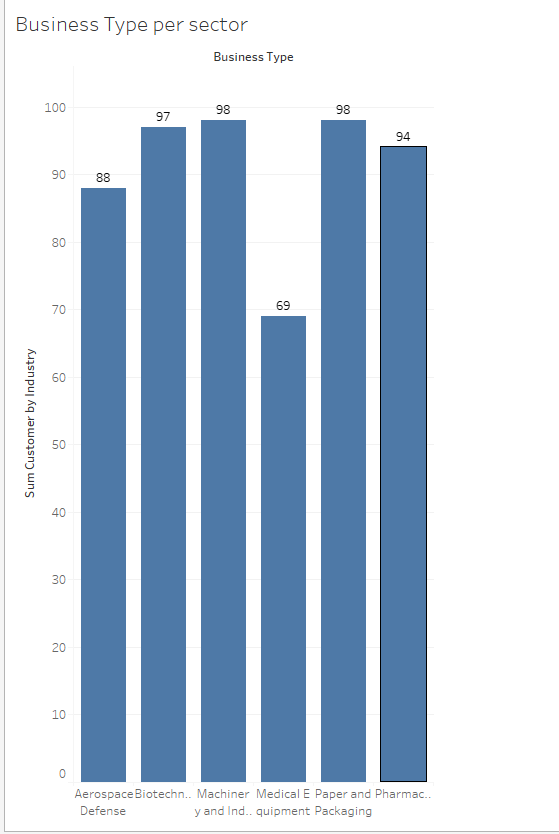 Business Type per sector
Business Type
Sum Customer by Industry
100
90
80
70
60
50
40
30
20
10
0
88
97
98
69
98
94
Aerospace
Defense
Biotechn..
Machiner
y and Ind..
Medical E
quipment
Paper and
Packaging
Pharmac..